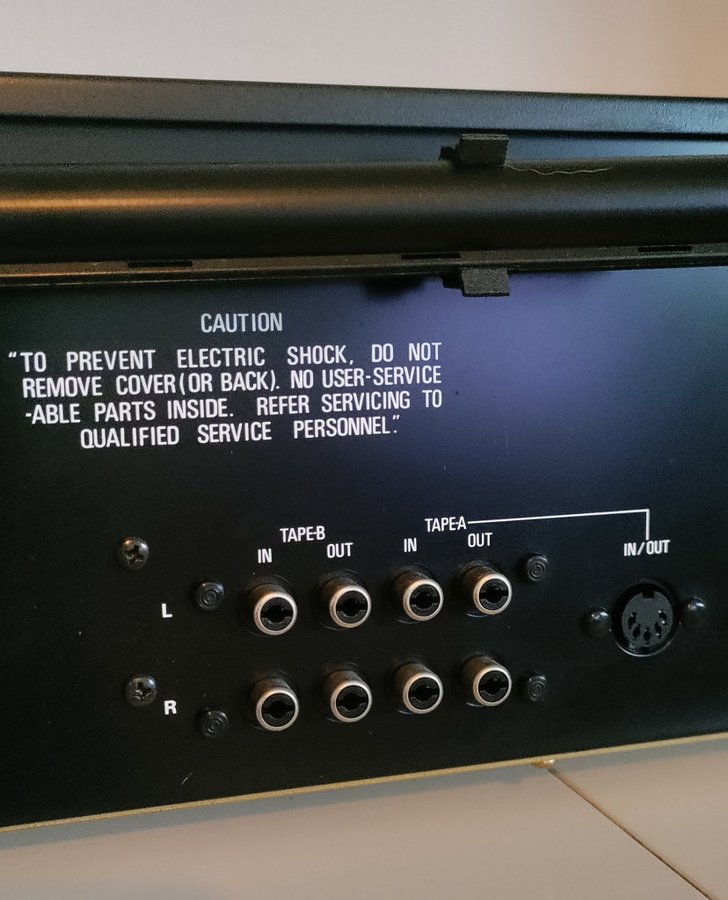 CAUTION
“TO PREVENT ELECTRIC SHOCK, DO NOT
REMOVE COVER(OR BACK). NO USER-SERVICE
-ABLE PARTS INSIDE. REFER SERVICING TO
QUALIFIED SERVICE PERSONNEL.”
TAPE-B
TAPE-A
IN
OUT
IN
OUT
IN/OUT
L
R